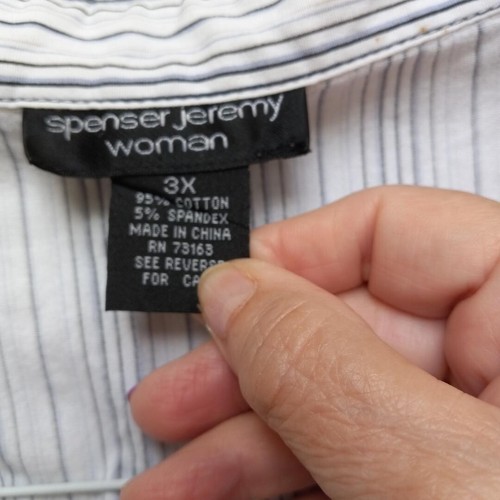 spenser jeremy
woman
3X
95% COTTON
5% SPANDEX
MADE IN CHINA
RN 73163
SEE REVERSE
FOR